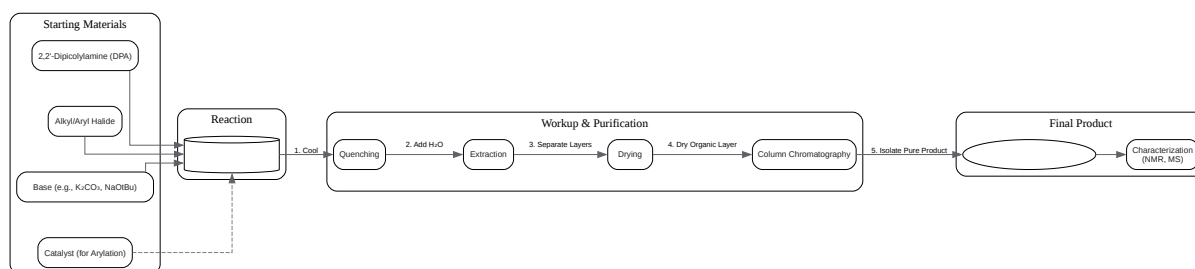 Starting Materials
2,2'-Dipicolylamine (DPA)
Alkyl/Aryl Halide
Base (e.g., K₂CO₃, NaOtBu)
Catalyst (for Arylation)
Reaction
1. Cool
Workup & Purification
Quenching
2. Add H₂O
Extraction
3. Separate Layers
Drying
4. Dry Organic Layer
Column Chromatography
5. Isolate Pure Product
Final Product
Characterization
(NMR, MS)